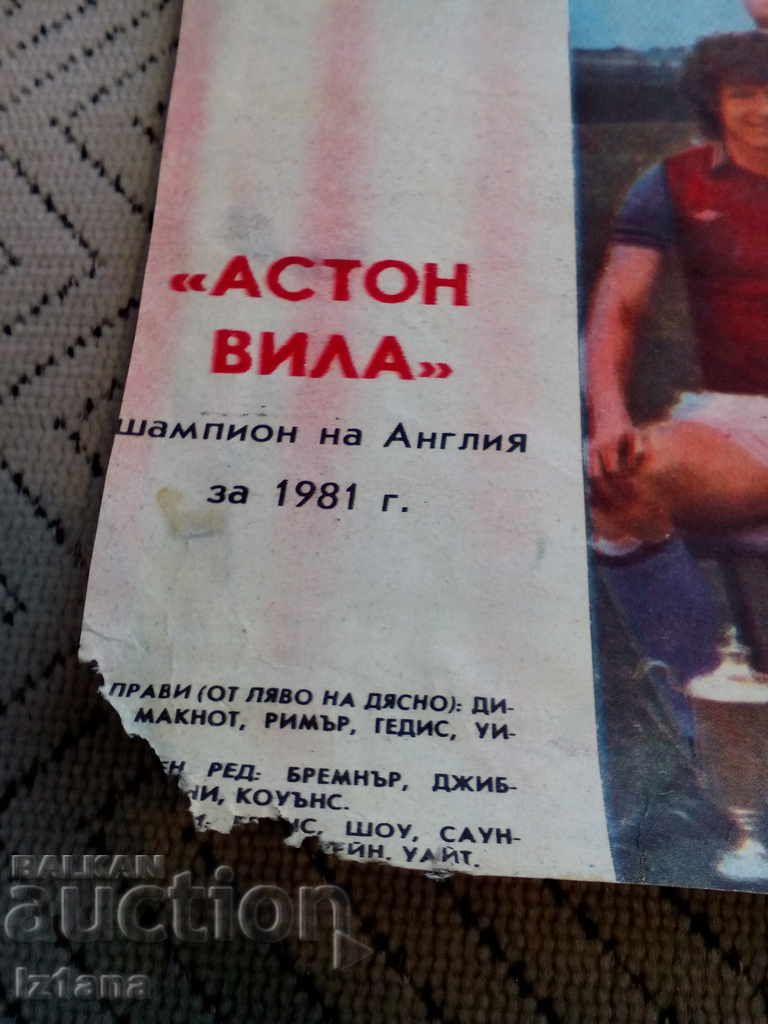 «АСТОН
ВИЛА»
шампион на Англия
за 1981 г.
ПРАВИ (ОТ ЛЯВО НА ДЯСНО): ДИ-
МАКНОТ, РИМЪР, ГЕДИС, УИ-
РЕД: БРЕМНЪР, ДЖИБ-
КОУЪНС.
ШОУ, САУН-
УАЙТ.
BALKAN
auction
Iz1ana